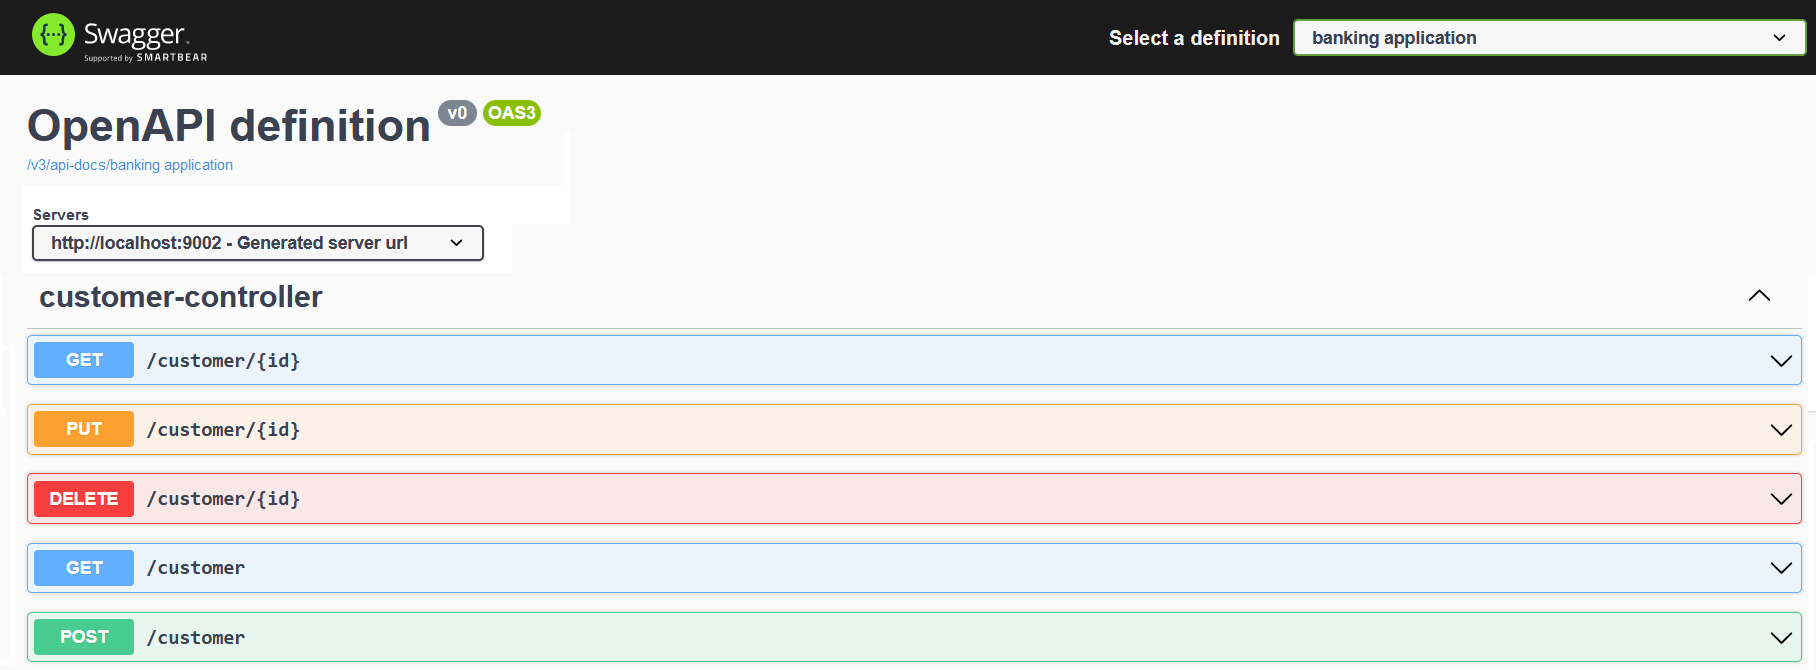 {···} Swagger™
Supported by SMARTBEAR
Select a definition
banking application
OpenAPI definition v0 OAS3
/v3/api-docs/banking application
Servers
http://localhost:9002 - Generated server url
customer-controller
GET /customer/{id}
PUT /customer/{id}
DELETE /customer/{id}
GET /customer
POST /customer